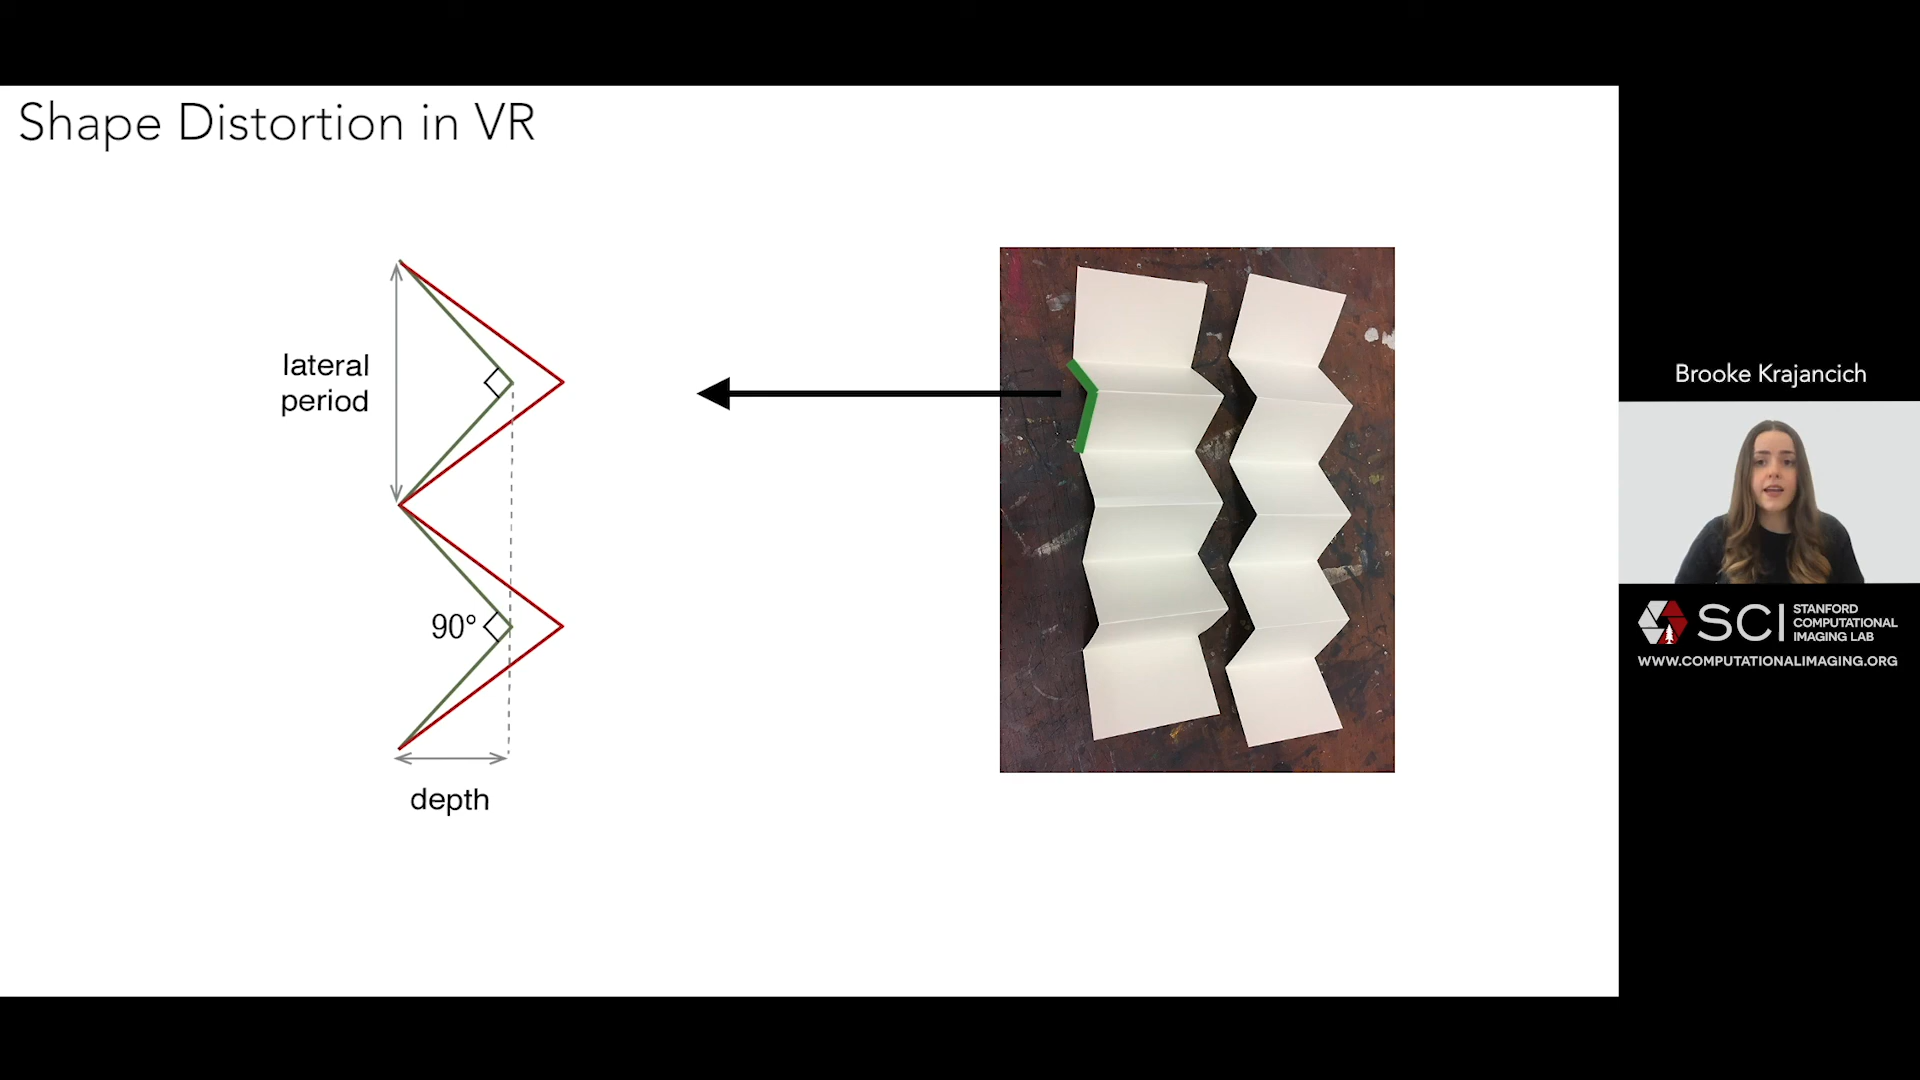 Shape Distortion in VR
lateral
period
90°
depth
Brooke Krajancich
SCI
STANFORD
COMPUTATIONAL
IMAGING LAB
WWW.COMPUTATIONALIMAGING.ORG